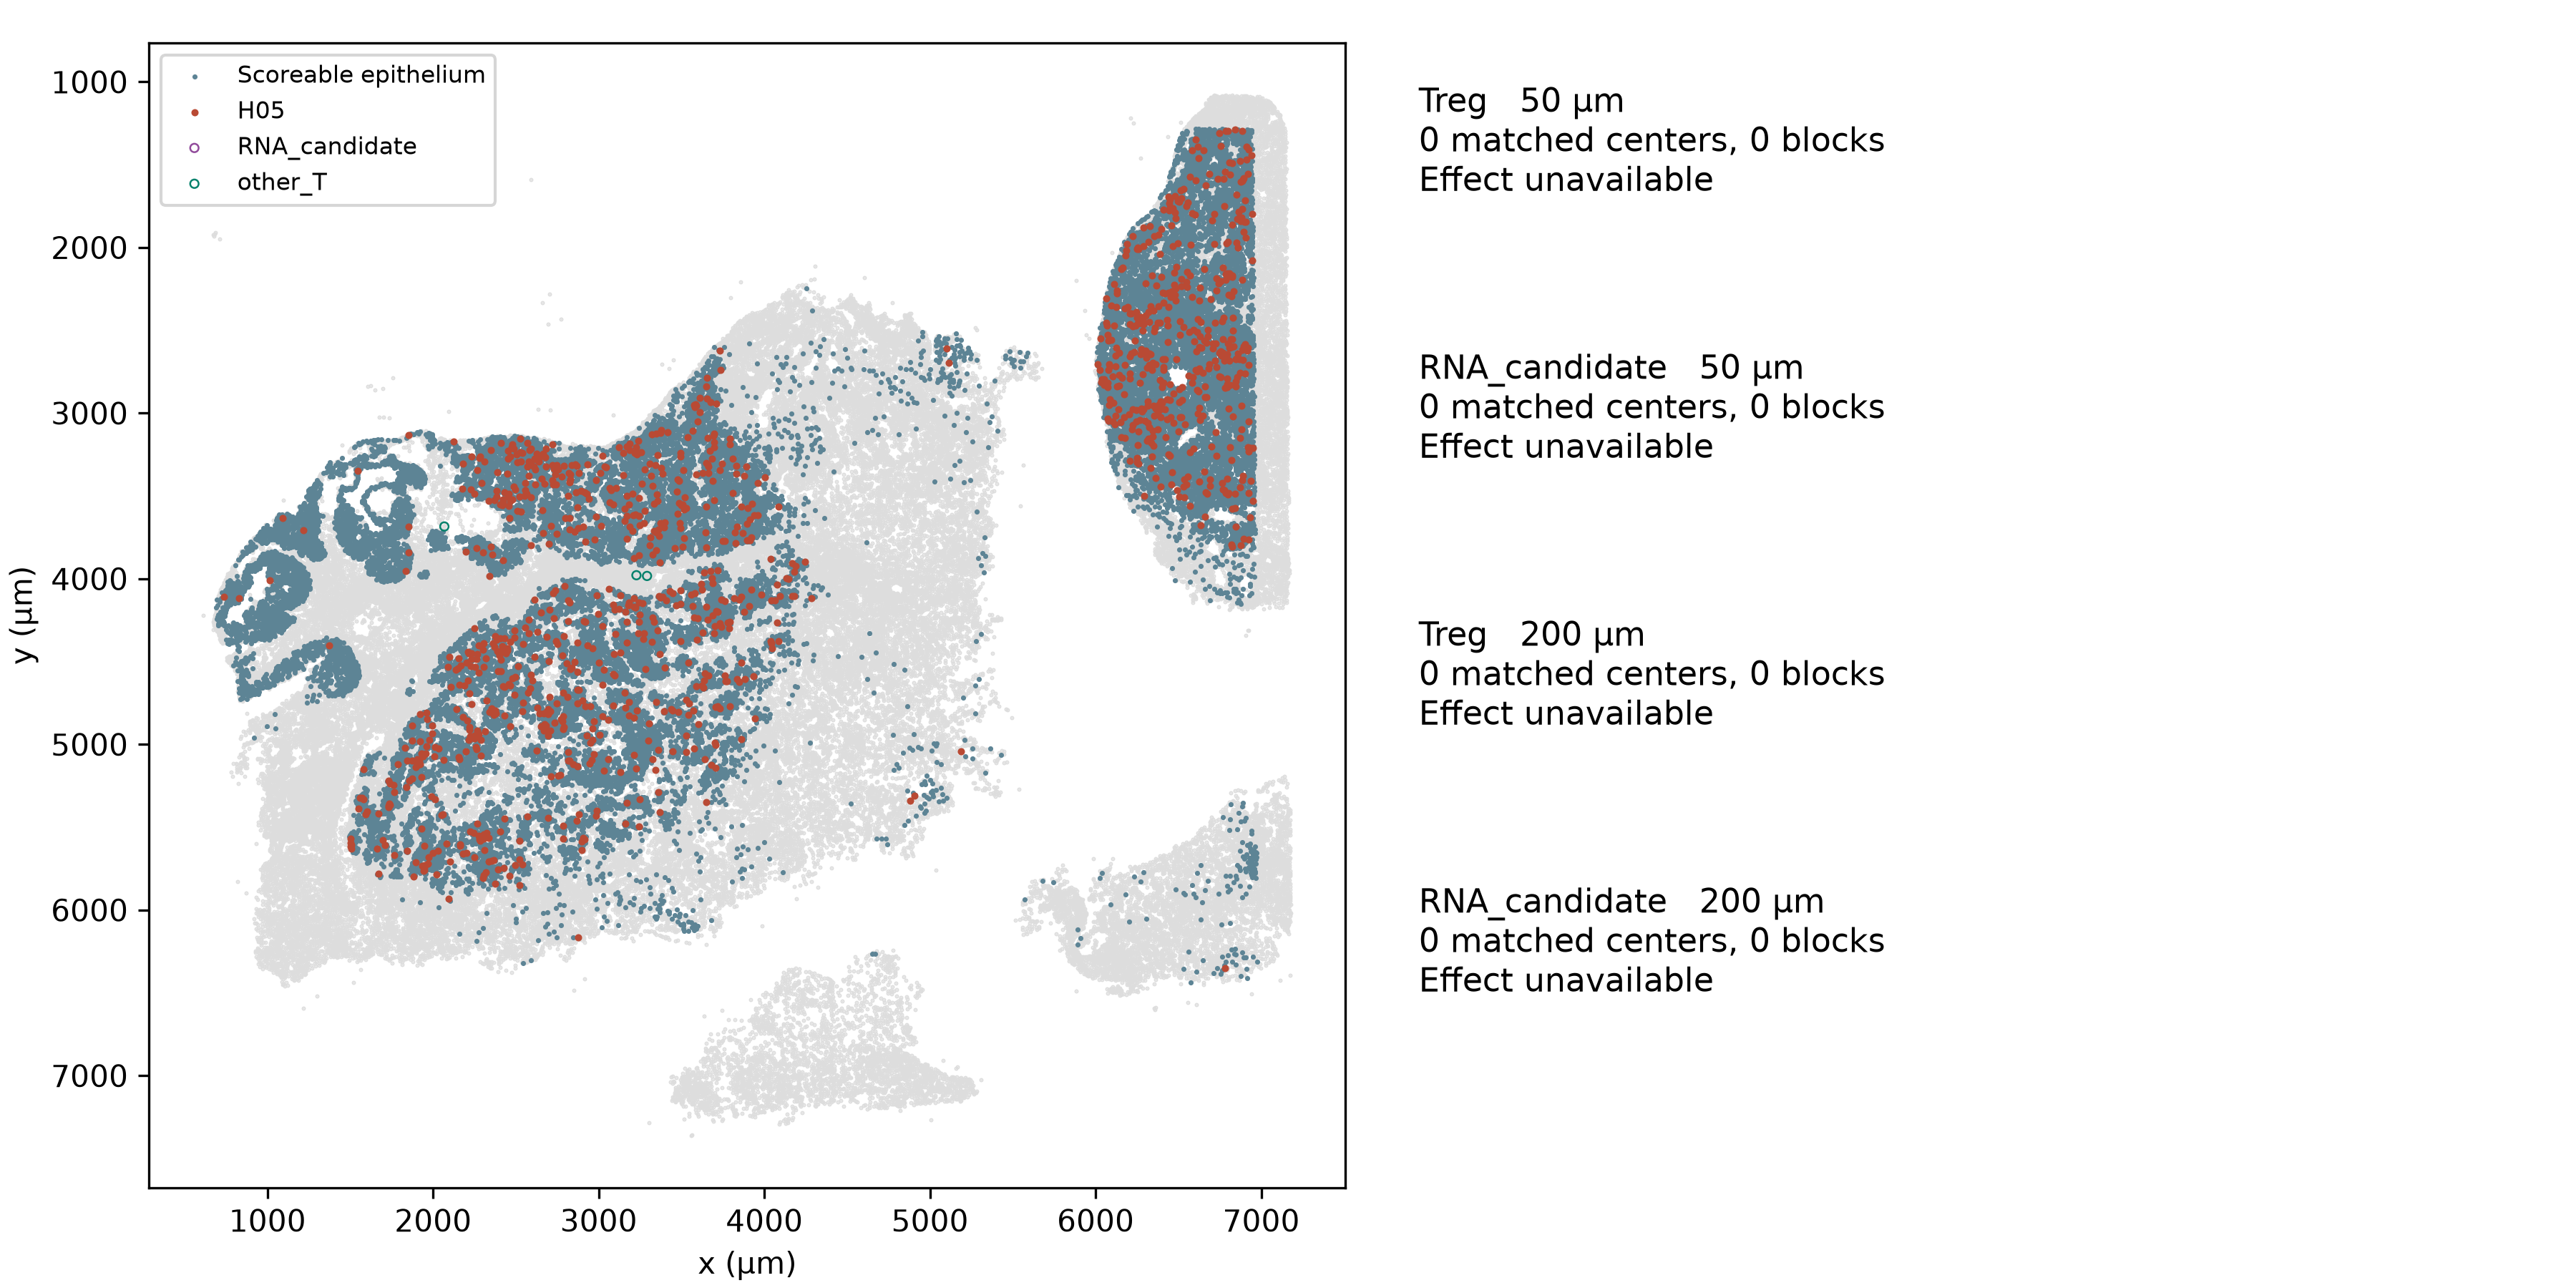 Scoreable epithelium
H05
RNA_candidate
other_T
1000
2000
3000
4000
5000
6000
7000
y (µm)
1000 2000 3000 4000 5000 6000 7000
x (µm)
Treg 50 µm
0 matched centers, 0 blocks
Effect unavailable
RNA_candidate 50 µm
0 matched centers, 0 blocks
Effect unavailable
Treg 200 µm
0 matched centers, 0 blocks
Effect unavailable
RNA_candidate 200 µm
0 matched centers, 0 blocks
Effect unavailable